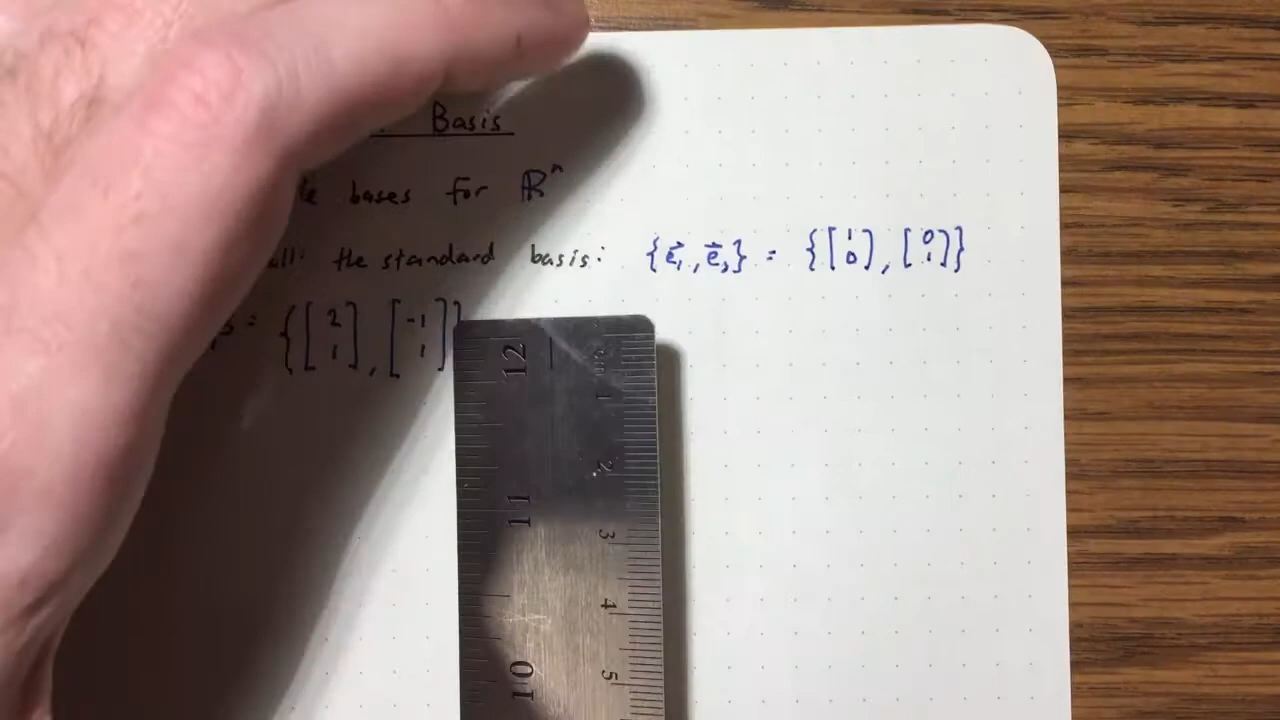 Basis
bases for ℝⁿ
the standard basis: {e⃗₁, e⃗₂} = {[1 0], [0 1]}
= {[2 1], [-1 1]}
12
11
10
cm 1 2 3 4 5